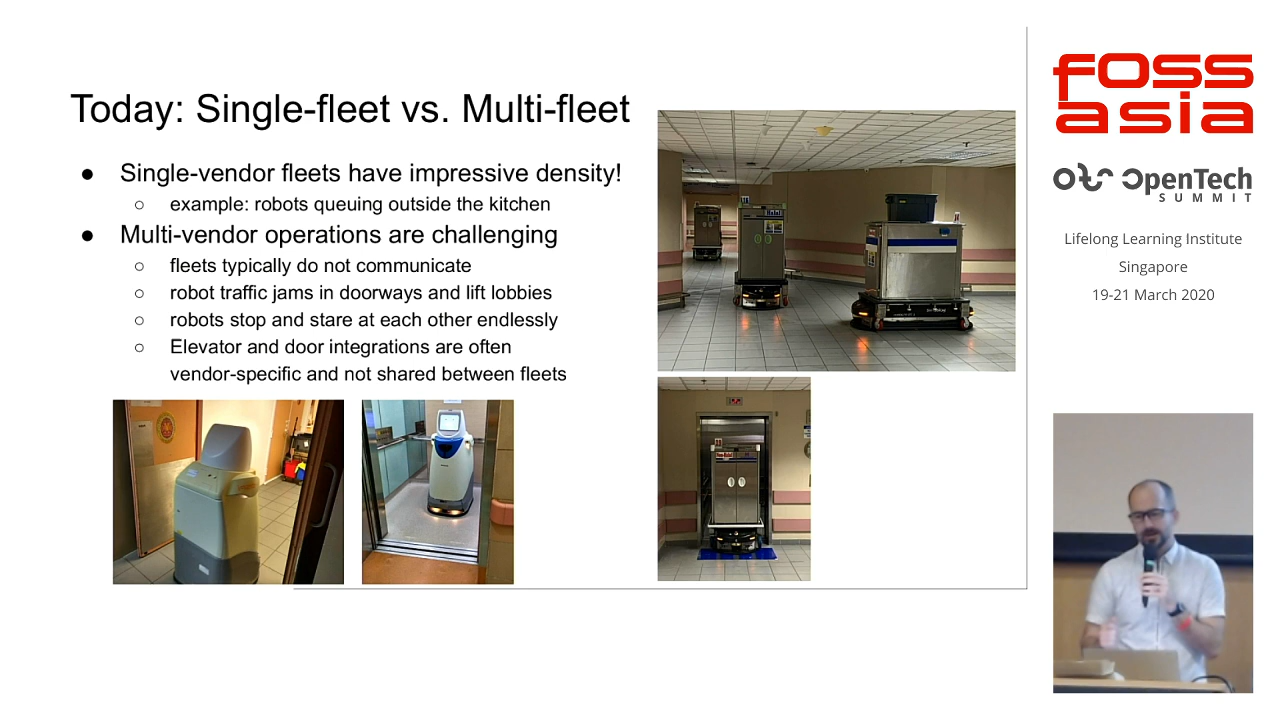 Today: Single-fleet vs. Multi-fleet
● Single-vendor fleets have impressive density!
○ example: robots queuing outside the kitchen
● Multi-vendor operations are challenging
○ fleets typically do not communicate
○ robot traffic jams in doorways and lift lobbies
○ robots stop and stare at each other endlessly
○ Elevator and door integrations are often
vendor-specific and not shared between fleets
foss
asia
OpenTech
SUMMIT
Lifelong Learning Institute
Singapore
19-21 March 2020